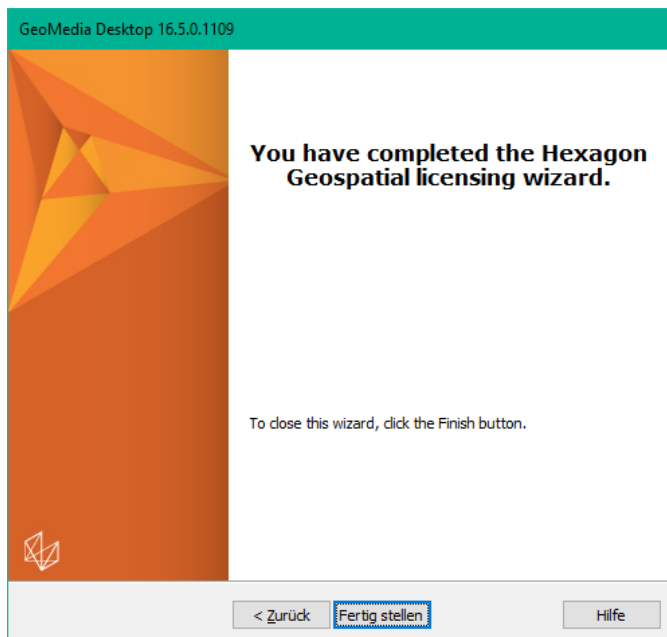 GeoMedia Desktop 16.5.0.1109
You have completed the Hexagon
Geospatial licensing wizard.
To close this wizard, click the Finish button.
< Zurück
Fertig stellen
Hilfe